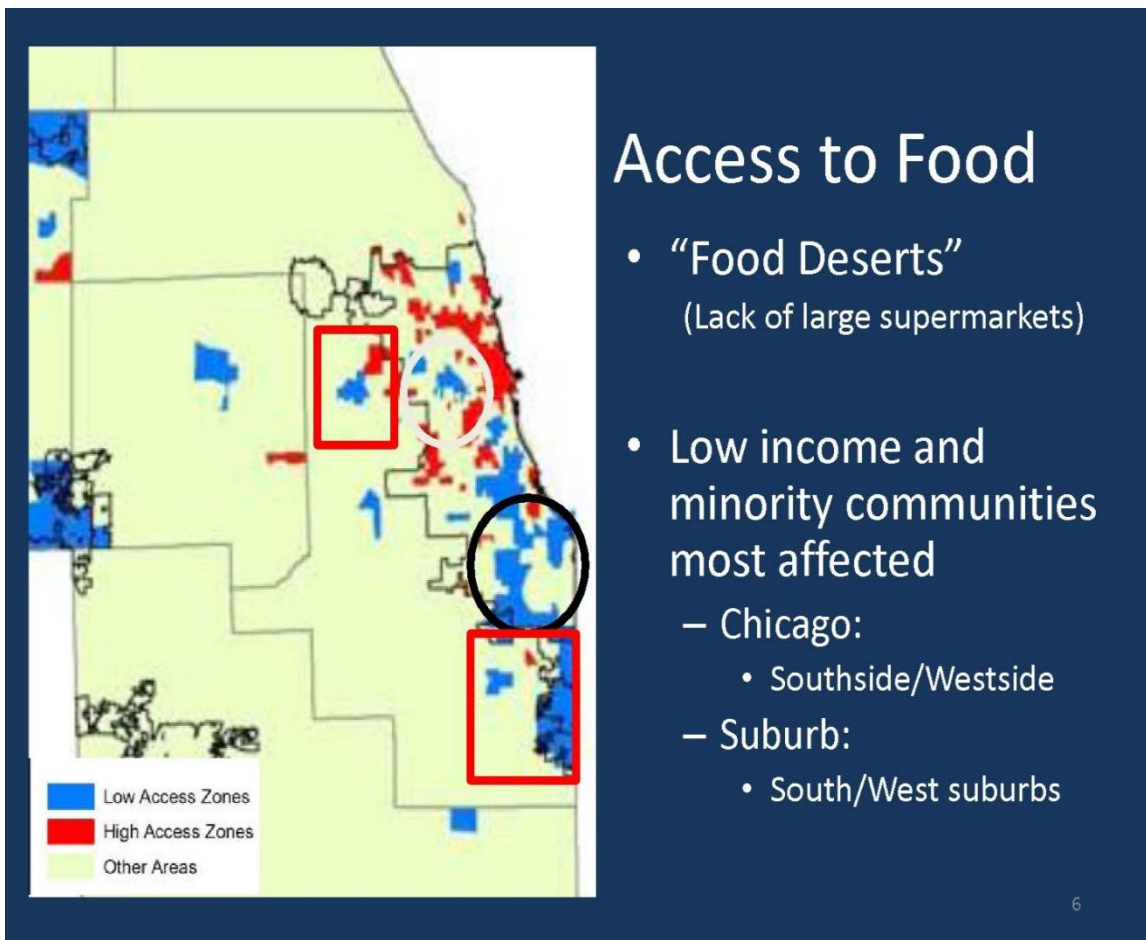 Access to Food
• “Food Deserts”
(Lack of large supermarkets)
• Low income and
minority communities
most affected
– Chicago:
• Southside/Westside
– Suburb:
• South/West suburbs
Low Access Zones
High Access Zones
Other Areas
6